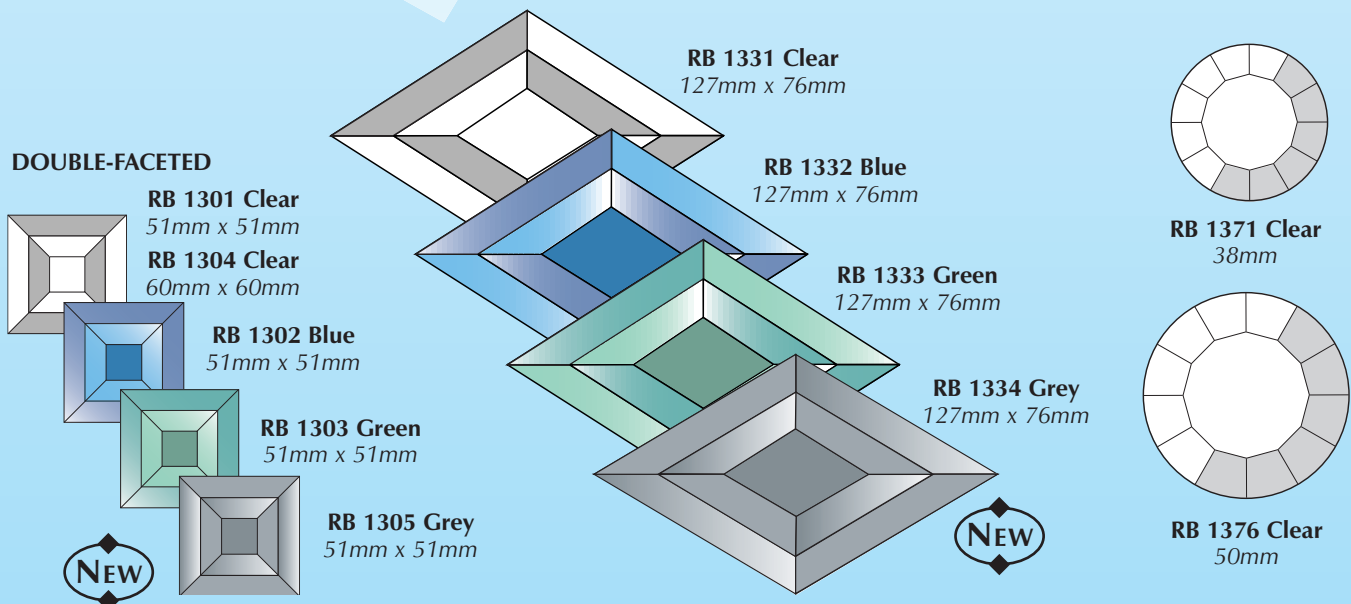 DOUBLE-FACETED
RB 1301 Clear
51mm x 51mm
RB 1304 Clear
60mm x 60mm
RB 1302 Blue
51mm x 51mm
RB 1303 Green
51mm x 51mm
RB 1305 Grey
51mm x 51mm
NEW
RB 1331 Clear
127mm x 76mm
RB 1332 Blue
127mm x 76mm
RB 1333 Green
127mm x 76mm
RB 1334 Grey
127mm x 76mm
NEW
RB 1371 Clear
38mm
RB 1376 Clear
50mm